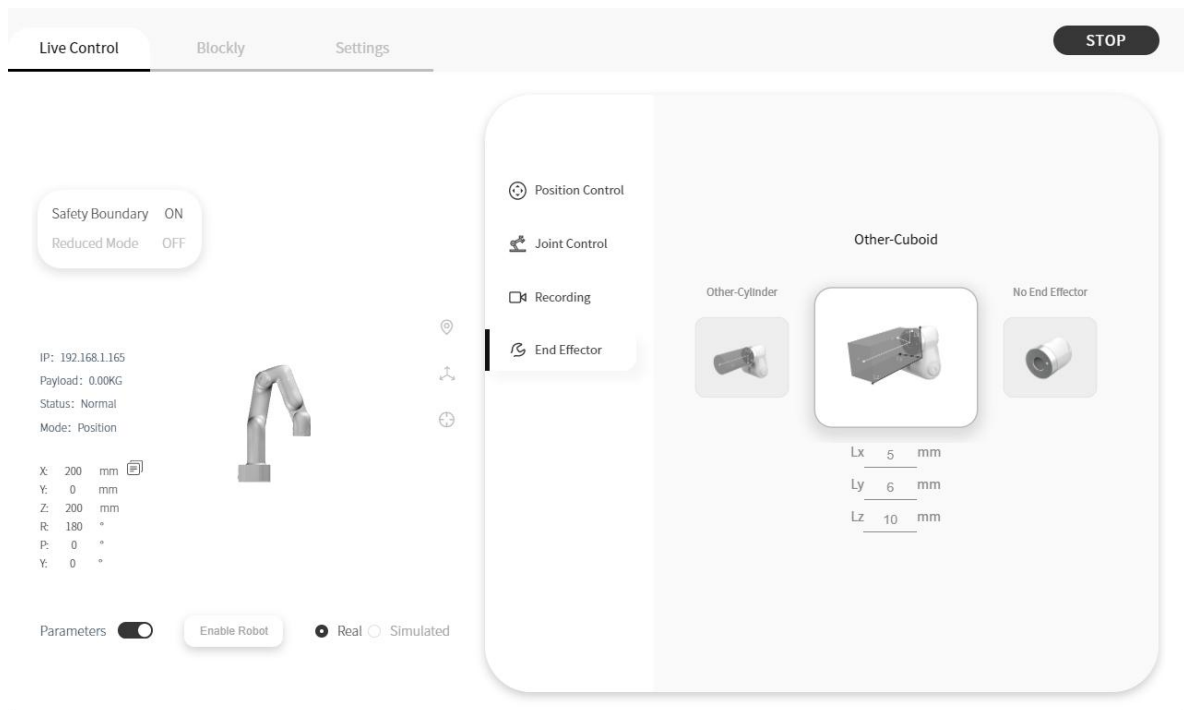 Live Control
Blockly
Settings
STOP
Safety Boundary ON
Reduced Mode OFF
IP: 192.168.1.165
Payload: 0.00KG
Status: Normal
Mode: Position
X: 200 mm
Y: 0 mm
Z: 200 mm
R: 180 °
P: 0 °
Y: 0 °
Parameters
Enable Robot
Real
Simulated
Position Control
Joint Control
Recording
End Effector
Other-Cuboid
Other-Cylinder
No End Effector
Lx 5 mm
Ly 6 mm
Lz 10 mm